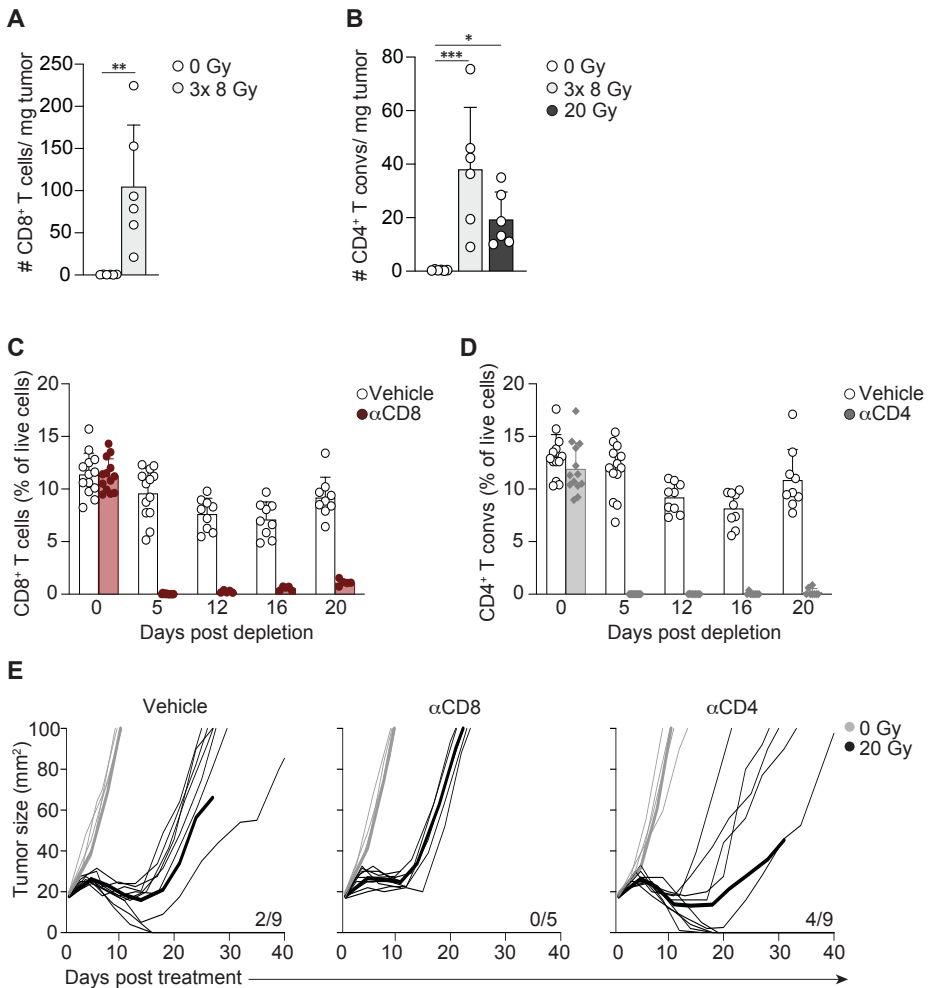 A
# CD8⁺ T cells/ mg tumor
250
200
150
100
50
0
**
0 Gy
3x 8 Gy
B
# CD4⁺ T convs/ mg tumor
80
60
40
20
0
*
***
0 Gy
3x 8 Gy
20 Gy
C
CD8⁺ T cells (% of live cells)
20
15
10
5
0
Vehicle
αCD8
0 5 12 16 20
Days post depletion
D
CD4⁺ T convs (% of live cells)
20
15
10
5
0
Vehicle
αCD4
0 5 12 16 20
Days post depletion
E
Vehicle
αCD8
αCD4
Tumor size (mm²)
100
80
60
40
20
0
2/9
0/5
4/9
0 Gy
20 Gy
0 10 20 30 40
0 10 20 30 40
0 10 20 30 40
Days post treatment